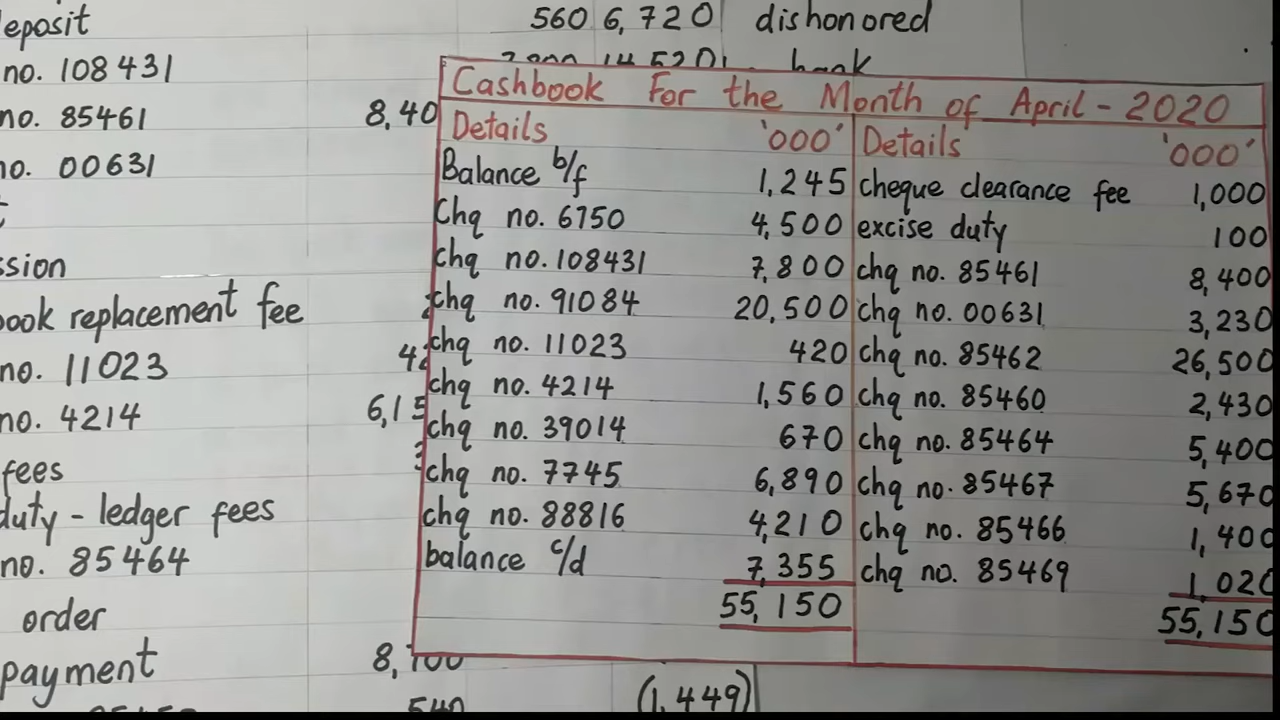 eposit 560 6,720 dishonored
no. 108431
no. 85461 8,40
no. 00631
ssion
ook replacement fee
no. 11023
no. 4214 6,15
fees
duty - ledger fees
no. 85464
order
payment
(1,449)
Cashbook For the Month of April - 2020
Details '000' Details '000'
Balance b/f 1,245 cheque clearance fee 1,000
Chq no. 6750 4,500 excise duty 100
chq no. 108431 7,800 chq no. 85461 8,400
chq no. 91084 20,500 chq no. 00631 3,230
chq no. 11023 420 chq no. 85462 26,500
chq no. 4214 1,560 chq no. 85460 2,430
chq no. 39014 670 chq no. 85464 5,400
chq no. 7745 6,890 chq no. 85467 5,670
chq no. 88816 4,210 chq no. 85466 1,400
balance c/d 7,355 chq no. 85469 1,020
55,150 55,150